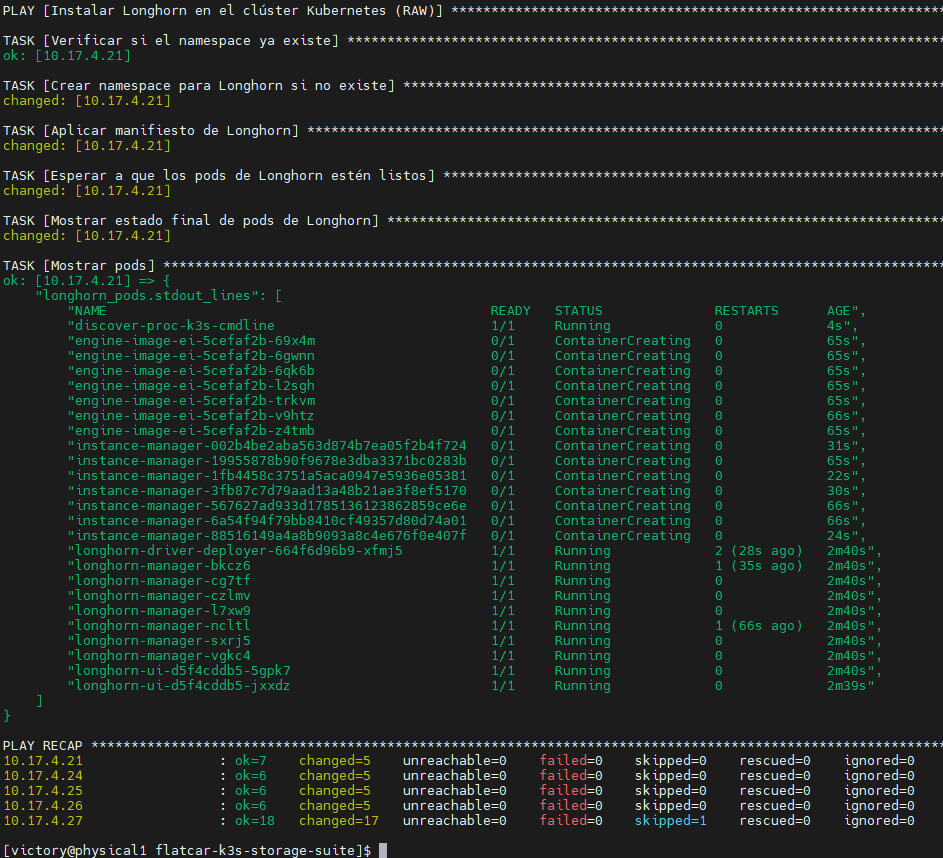 PLAY [Instalar Longhorn en el clúster Kubernetes (RAW)] **************************************************************
TASK [Verificar si el namespace ya existe] ***************************************************************************
ok: [10.17.4.21]
TASK [Crear namespace para Longhorn si no existe] ********************************************************************
changed: [10.17.4.21]
TASK [Aplicar manifiesto de Longhorn] ********************************************************************************
changed: [10.17.4.21]
TASK [Esperar a que los pods de Longhorn estén listos] ***************************************************************
changed: [10.17.4.21]
TASK [Mostrar estado final de pods de Longhorn] **********************************************************************
changed: [10.17.4.21]
TASK [Mostrar pods] **************************************************************************************************
ok: [10.17.4.21] => {
    "longhorn_pods.stdout_lines": [
        "NAME                                                READY   STATUS              RESTARTS      AGE",
        "discover-proc-k3s-cmdline                           1/1     Running             0             4s",
        "engine-image-ei-5cefaf2b-69x4m                      0/1     ContainerCreating   0             65s",
        "engine-image-ei-5cefaf2b-6gwnn                      0/1     ContainerCreating   0             65s",
        "engine-image-ei-5cefaf2b-6qk6b                      0/1     ContainerCreating   0             65s",
        "engine-image-ei-5cefaf2b-l2sgh                      0/1     ContainerCreating   0             65s",
        "engine-image-ei-5cefaf2b-trkvm                      0/1     ContainerCreating   0             65s",
        "engine-image-ei-5cefaf2b-v9htz                      0/1     ContainerCreating   0             66s",
        "engine-image-ei-5cefaf2b-z4tmb                      0/1     ContainerCreating   0             65s",
        "instance-manager-002b4be2aba563d874b7ea05f2b4f724   0/1     ContainerCreating   0             31s",
        "instance-manager-19955878b90f9678e3dba3371bc0283b   0/1     ContainerCreating   0             65s",
        "instance-manager-1fb4458c3751a5aca0947e5936e05381   0/1     ContainerCreating   0             22s",
        "instance-manager-3fb87c7d79aad13a48b21ae3f8ef5170   0/1     ContainerCreating   0             30s",
        "instance-manager-567627ad933d1785136123862859ce6e   0/1     ContainerCreating   0             66s",
        "instance-manager-6a54f94f79bb8410cf49357d80d74a01   0/1     ContainerCreating   0             66s",
        "instance-manager-88516149a4a8b9093a8c4e676f0e407f   0/1     ContainerCreating   0             24s",
        "longhorn-driver-deployer-664f6d96b9-xfmj5           1/1     Running             2 (28s ago)   2m40s",
        "longhorn-manager-bkcz6                              1/1     Running             1 (35s ago)   2m40s",
        "longhorn-manager-cg7tf                              1/1     Running             0             2m40s",
        "longhorn-manager-czlmv                              1/1     Running             0             2m40s",
        "longhorn-manager-l7xw9                              1/1     Running             0             2m40s",
        "longhorn-manager-ncltl                              1/1     Running             1 (66s ago)   2m40s",
        "longhorn-manager-sxrj5                              1/1     Running             0             2m40s",
        "longhorn-manager-vgkc4                              1/1     Running             0             2m40s",
        "longhorn-ui-d5f4cddb5-5gpk7                         1/1     Running             0             2m40s",
        "longhorn-ui-d5f4cddb5-jxxdz                         1/1     Running             0             2m39s"
    ]
}
PLAY RECAP ***********************************************************************************************************
10.17.4.21                 : ok=7    changed=5    unreachable=0    failed=0    skipped=0    rescued=0    ignored=0
10.17.4.24                 : ok=6    changed=5    unreachable=0    failed=0    skipped=0    rescued=0    ignored=0
10.17.4.25                 : ok=6    changed=5    unreachable=0    failed=0    skipped=0    rescued=0    ignored=0
10.17.4.26                 : ok=6    changed=5    unreachable=0    failed=0    skipped=0    rescued=0    ignored=0
10.17.4.27                 : ok=18   changed=17   unreachable=0    failed=0    skipped=1    rescued=0    ignored=0
[victory@physical1 flatcar-k3s-storage-suite]$